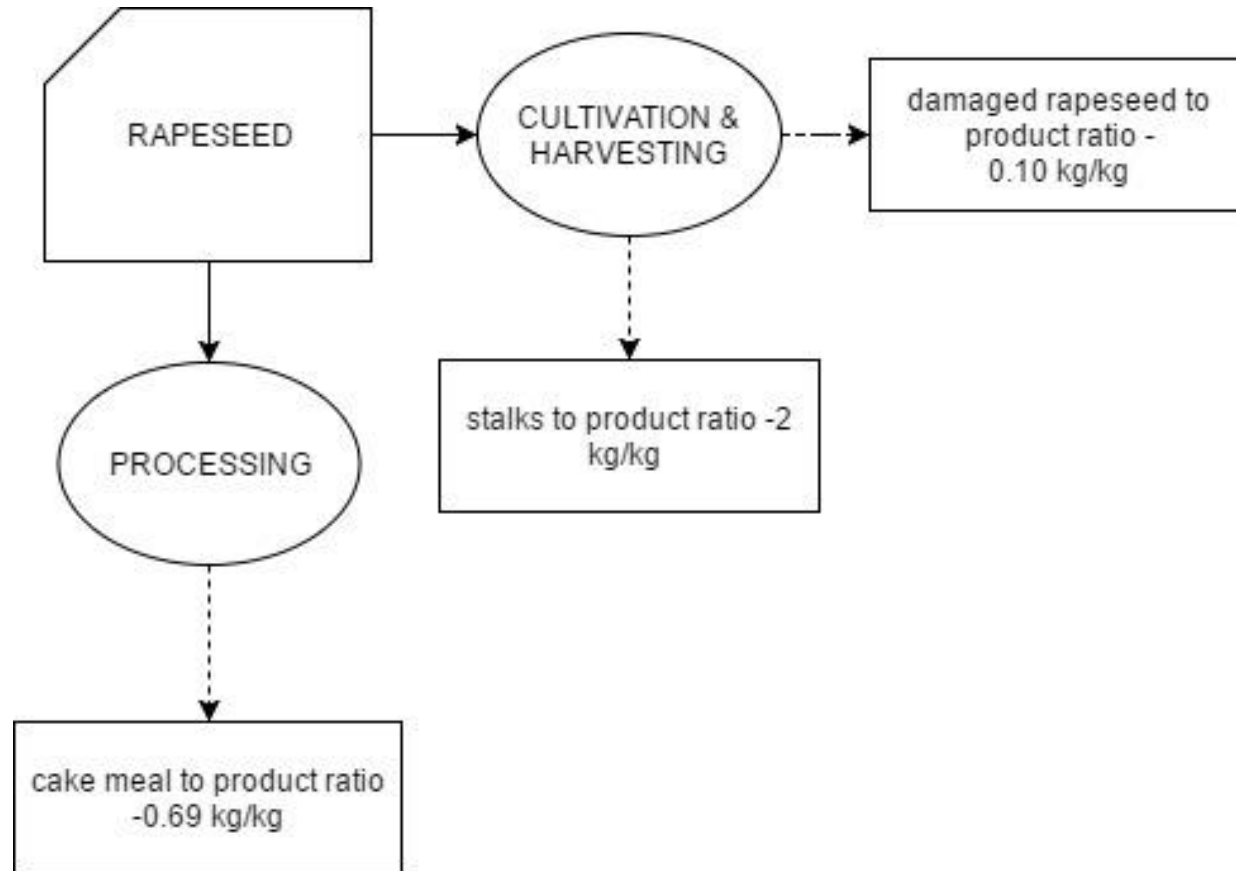 RAPESEED
CULTIVATION &
HARVESTING
damaged rapeseed to
product ratio -
0.10 kg/kg
stalks to product ratio -2
kg/kg
PROCESSING
cake meal to product ratio
-0.69 kg/kg